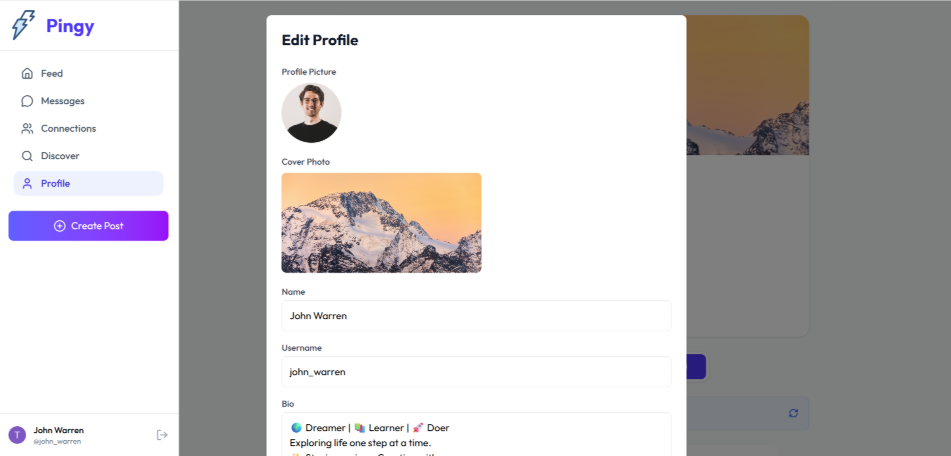 Pingy
Feed
Messages
Connections
Discover
Profile
Create Post
T
John Warren
@john_warren
Edit Profile
Profile Picture
Cover Photo
Name
John Warren
Username
john_warren
Bio
🌍 Dreamer | 📚 Learner | 🚀 Doer
Exploring life one step at a time.